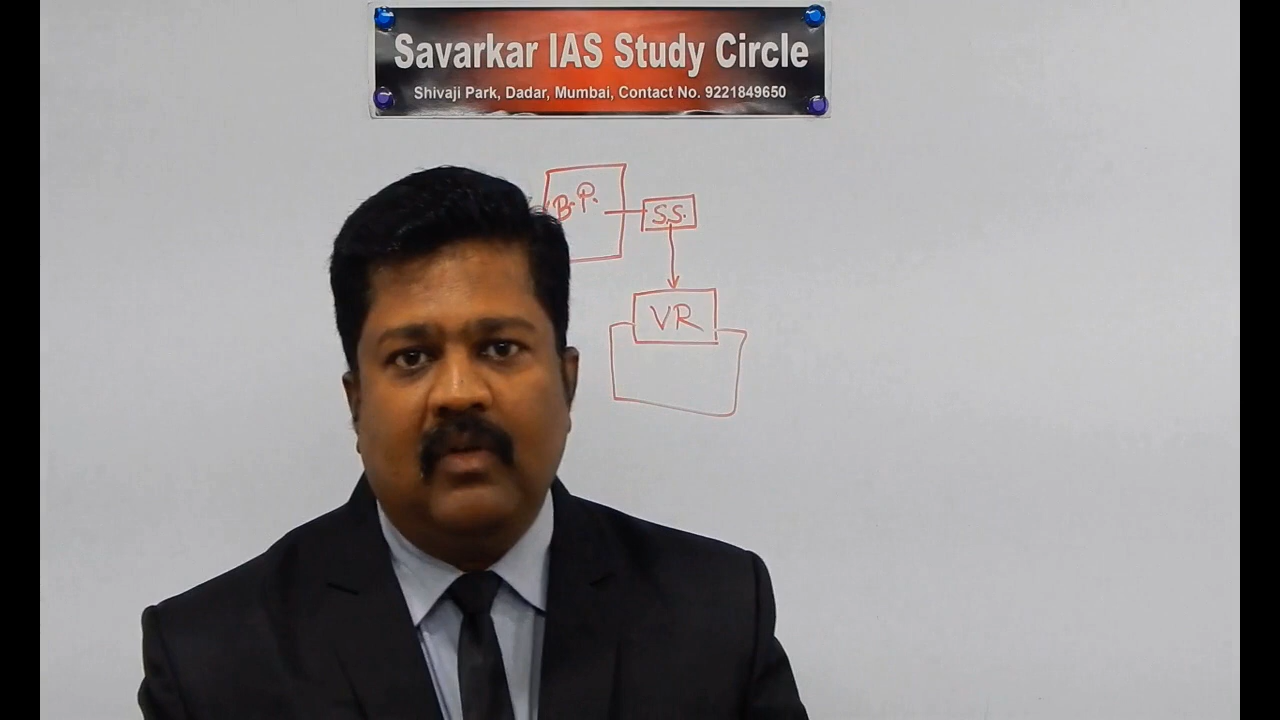 Savarkar IAS Study Circle
Shivaji Park, Dadar, Mumbai, Contact No. 9221849650
B.P.
S.S.
VR